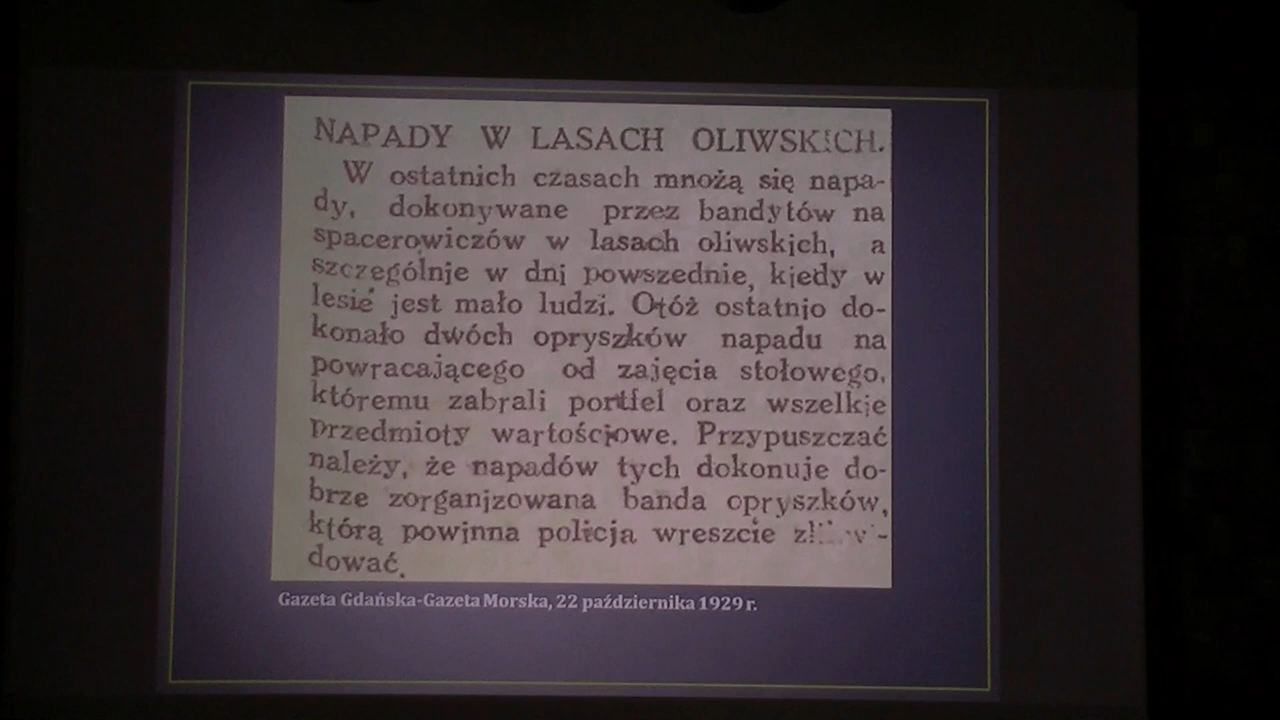 NAPADY W LASACH OLIWSKICH.
W ostatnich czasach mnożą się napa-
dy, dokonywane przez bandytów na
spacerowiczów w lasach oliwskich, a
szczególnie w dni powszednie, kiedy w
lesie jest mało ludzi. Otóż ostatnio do-
konało dwóch opryszków napadu na
powracającego od zajęcia stołowego,
któremu zabrali portfel oraz wszelkie
przedmioty wartościowe. Przypuszczać
należy, że napadów tych dokonuje do-
brze zorganizowana banda opryszków,
którą powinna policja wreszcie
dować.
Gazeta Gdańska-Gazeta Morska, 22 października 1929 r.